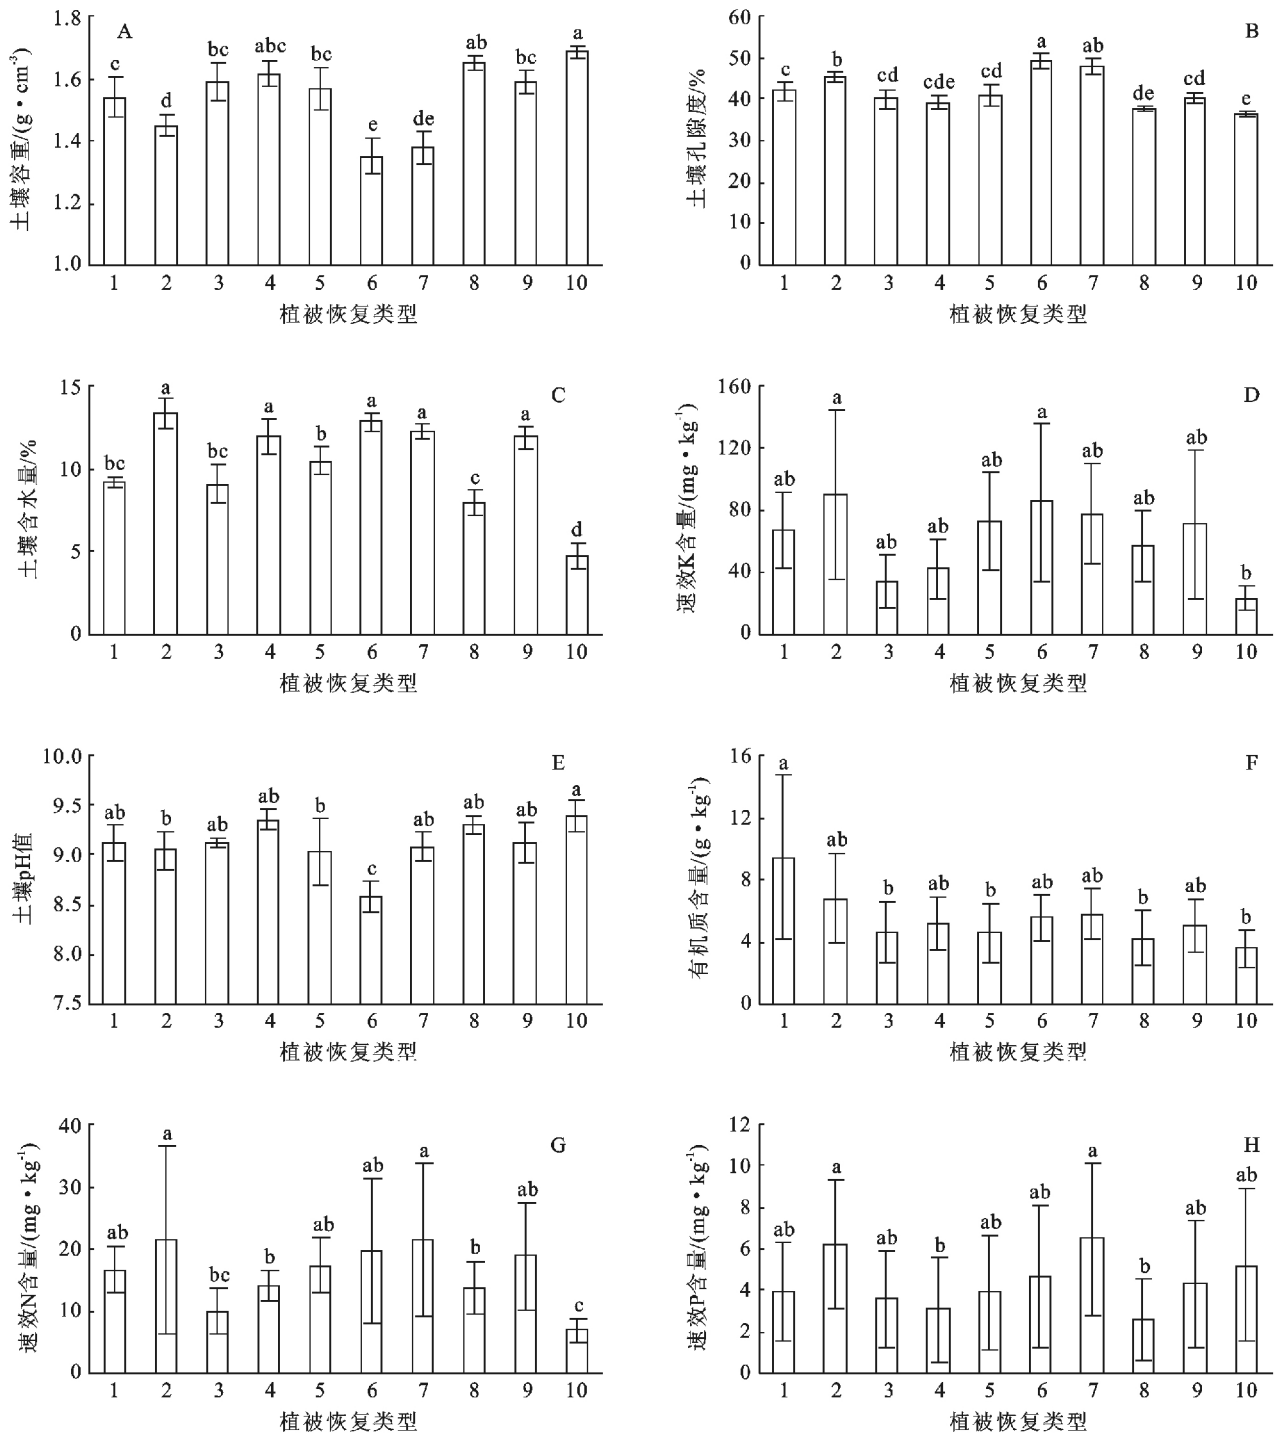 A
土壤容重/(g·cm⁻³)
1.8
1.6
1.4
1.2
1.0
c
d
bc
abc
bc
e
de
ab
bc
a
1 2 3 4 5 6 7 8 9 10
植被恢复类型
B
土壤孔隙度/%
60
50
40
30
20
10
0
c
b
cd
cde
cd
a
ab
de
cd
e
1 2 3 4 5 6 7 8 9 10
植被恢复类型
C
土壤含水量/%
15
10
5
0
bc
a
bc
a
b
a
a
c
a
d
1 2 3 4 5 6 7 8 9 10
植被恢复类型
D
速效K含量/(mg·kg⁻¹)
160
120
80
40
0
ab
a
ab
ab
ab
a
ab
ab
ab
b
1 2 3 4 5 6 7 8 9 10
植被恢复类型
E
土壤pH值
10.0
9.5
9.0
8.5
8.0
7.5
ab
b
ab
ab
b
c
ab
ab
ab
a
1 2 3 4 5 6 7 8 9 10
植被恢复类型
F
有机质含量/(g·kg⁻¹)
16
12
8
4
0
a
ab
b
ab
b
ab
ab
b
ab
b
1 2 3 4 5 6 7 8 9 10
植被恢复类型
G
速效N含量/(mg·kg⁻¹)
40
30
20
10
0
ab
a
bc
b
ab
ab
a
b
ab
c
1 2 3 4 5 6 7 8 9 10
植被恢复类型
H
速效P含量/(mg·kg⁻¹)
12
10
8
6
4
2
0
ab
a
ab
b
ab
ab
a
b
ab
ab
1 2 3 4 5 6 7 8 9 10
植被恢复类型